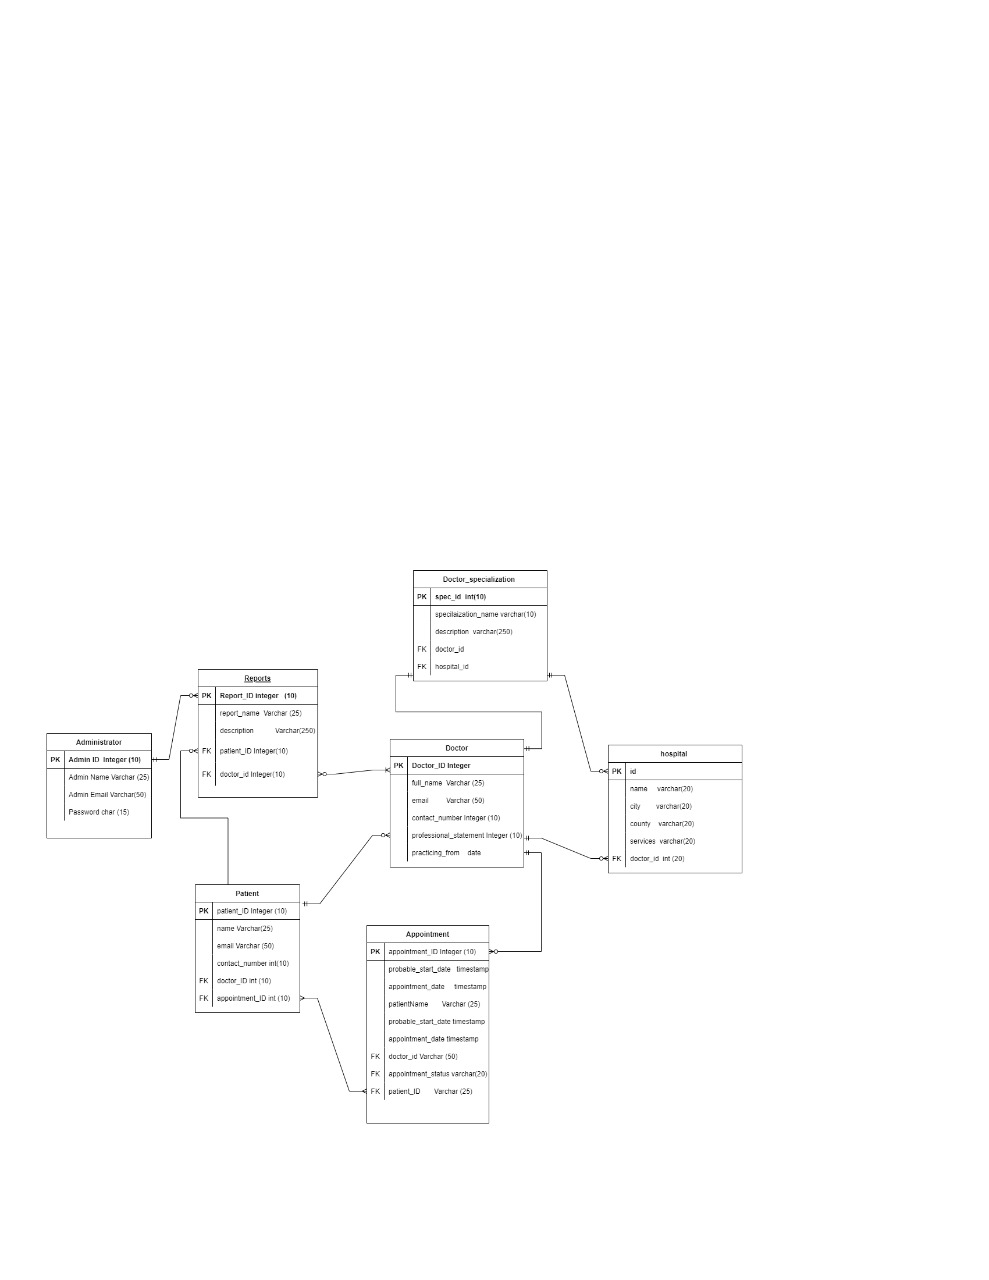 Doctor_specialization
PK spec_id int(10)
specilaization_name varchar(10)
description varchar(250)
FK doctor_id
FK hospital_id
Reports
PK Report_ID integer (10)
report_name Varchar (25)
description Varchar(250)
FK patient_ID Integer(10)
FK doctor_id Integer(10)
Administrator
PK Admin ID Integer (10)
Admin Name Varchar (25)
Admin Email Varchar(50)
Password char (15)
Doctor
PK Doctor_ID Integer
full_name Varchar (25)
email Varchar (50)
contact_number Integer (10)
professional_statement Integer (10)
practicing_from date
hospital
PK id
name varchar(20)
city varchar(20)
county varchar(20)
services varchar(20)
FK doctor_id int (20)
Patient
PK patient_ID Integer (10)
name Varchar(25)
email Varchar (50)
contact_number int(10)
FK doctor_ID int (10)
FK appointment_ID int (10)
Appointment
PK appointment_ID Integer (10)
probable_start_date timestamp
appointment_date timestamp
patientName Varchar (25)
probable_start_date timestamp
appointment_date timestamp
FK doctor_id Varchar (50)
FK appointment_status varchar(20)
FK patient_ID Varchar (25)